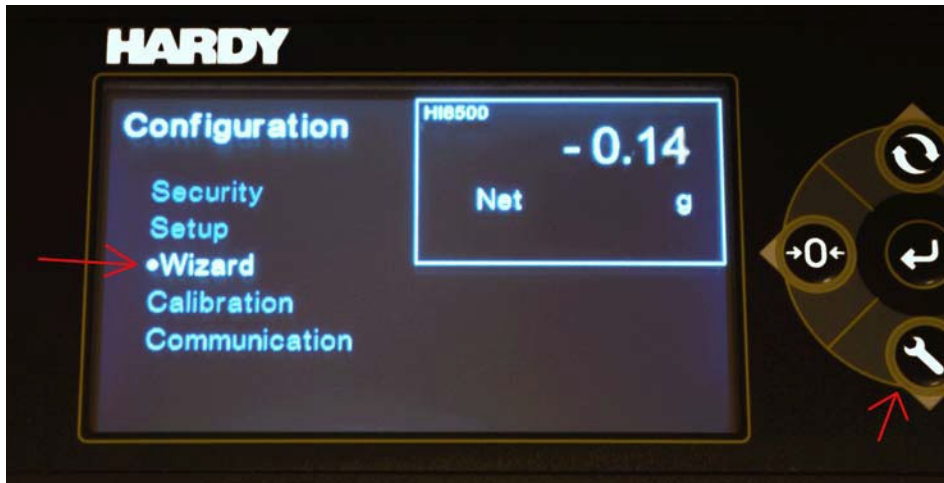 HARDY
Configuration
Security
Setup
•Wizard
Calibration
Communication
HI6500
- 0.14
Net g
→0←